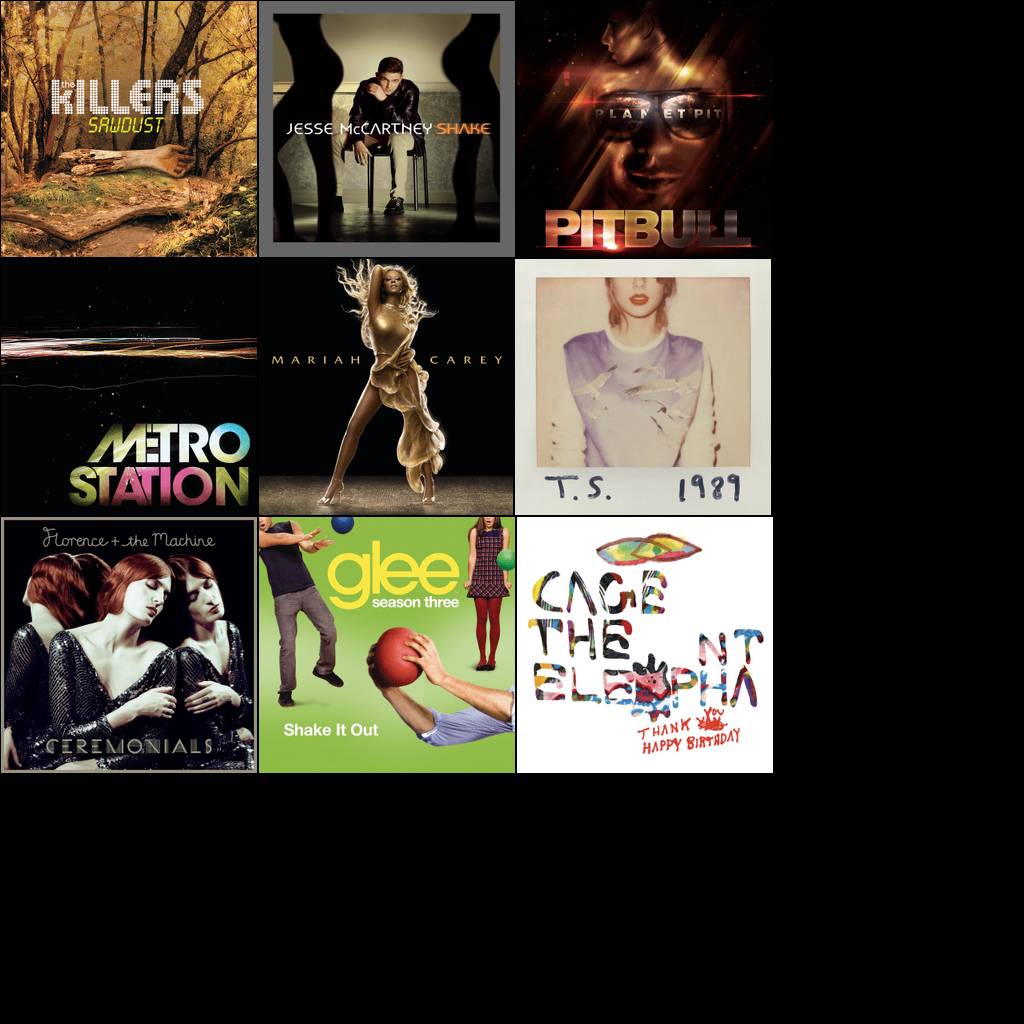 the
KILLERS
SAWDUST
JESSE McCARTNEY SHAKE
PLANET PIT
PITBULL
METRO
STATION
MARIAH CAREY
T.S. 1989
Florence + the Machine
CEREMONIALS
glee
season three
Shake It Out
CAGE
THE
ELEPHANT
THANK YOU
HAPPY BIRTHDAY